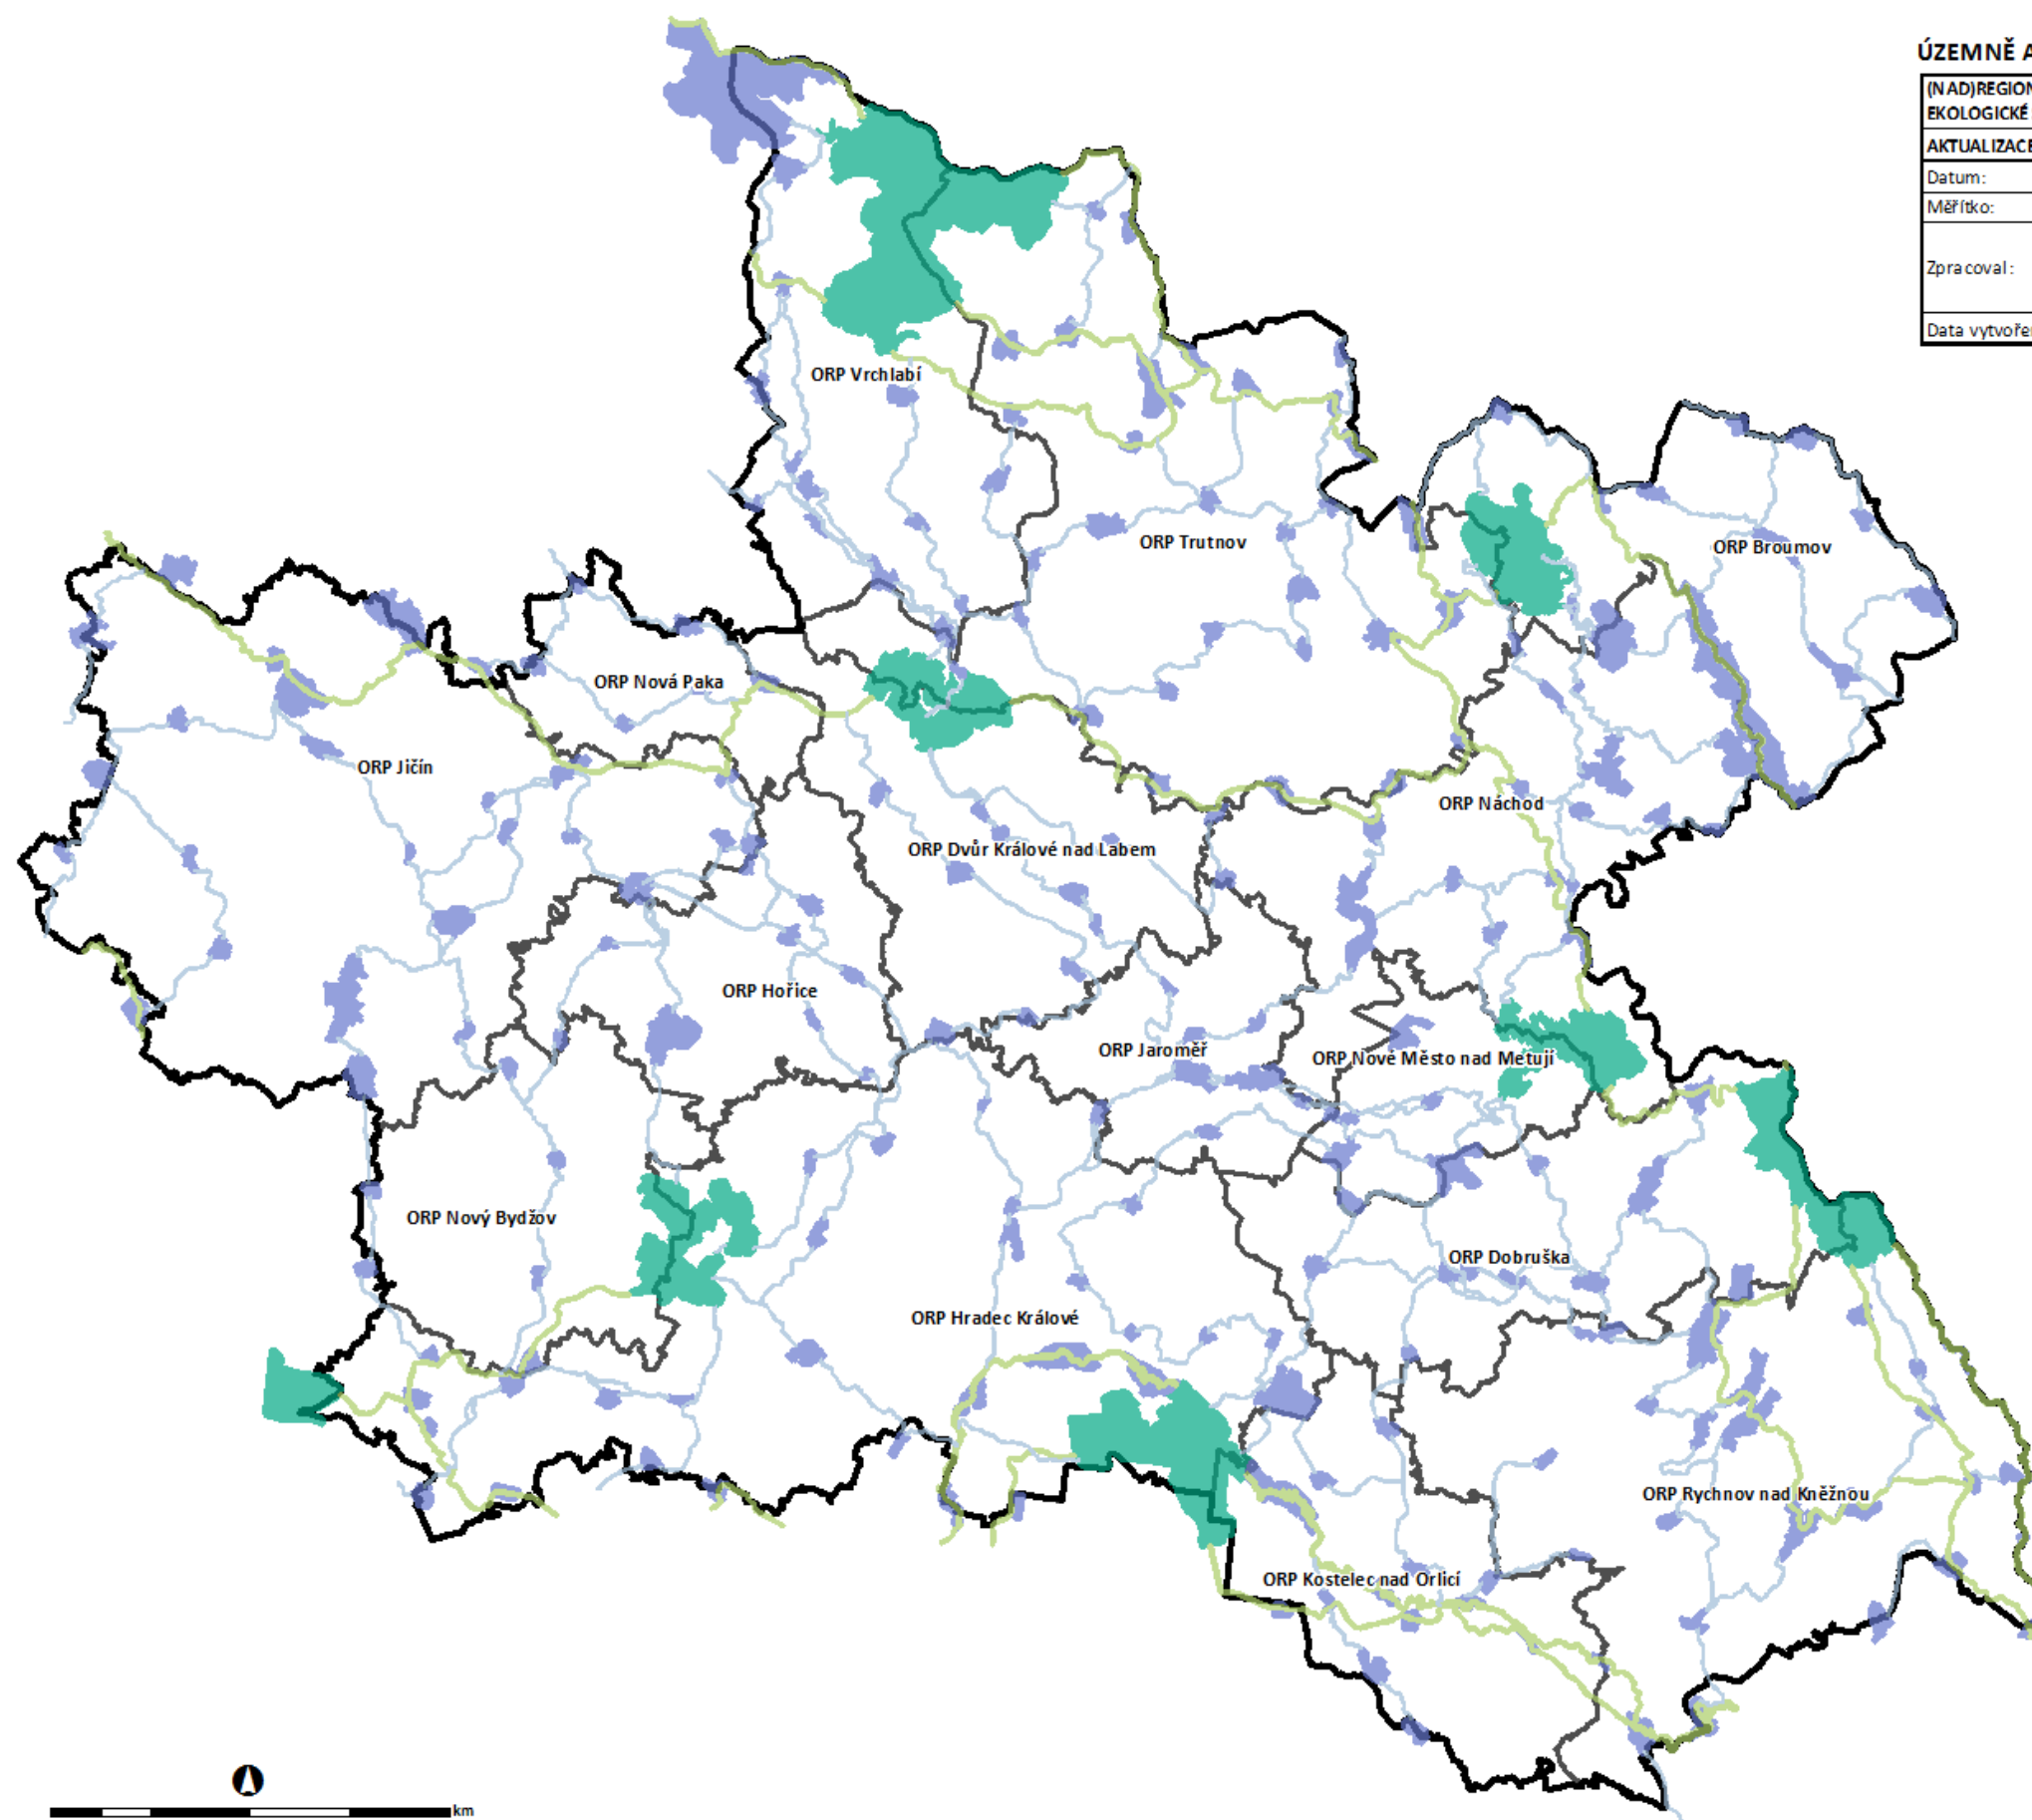 ÚZEMNĚ A
(NAD)REGION
EKOLOGICKÉ
AKTUALIZACE
Datum:
Měřítko:
Zpracoval:
Data vytvořen
ORP Vrchlabí
ORP Trutnov
ORP Broumov
ORP Nová Paka
ORP Jičín
ORP Náchod
ORP Dvůr Králové nad Labem
ORP Hořice
ORP Jaroměř
ORP Nové Město nad Metují
ORP Nový Bydžov
ORP Dobruška
ORP Hradec Králové
ORP Rychnov nad Kněžnou
ORP Kostelec nad Orlicí
km